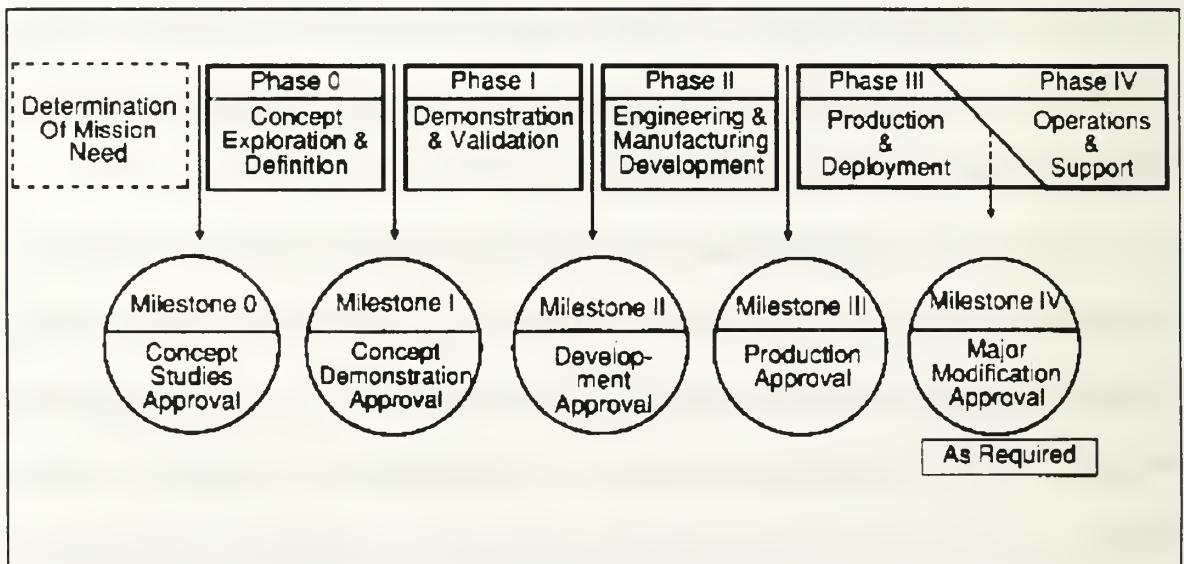 Determination
Of Mission
Need
Phase 0
Concept
Exploration &
Definition
Phase I
Demonstration
& Validation
Phase II
Engineering &
Manufacturing
Development
Phase III
Production
&
Deployment
Phase IV
Operations
&
Support
Milestone 0
Concept
Studies
Approval
Milestone I
Concept
Demonstration
Approval
Milestone II
Develop-
ment
Approval
Milestone III
Production
Approval
Milestone IV
Major
Modification
Approval
As Required